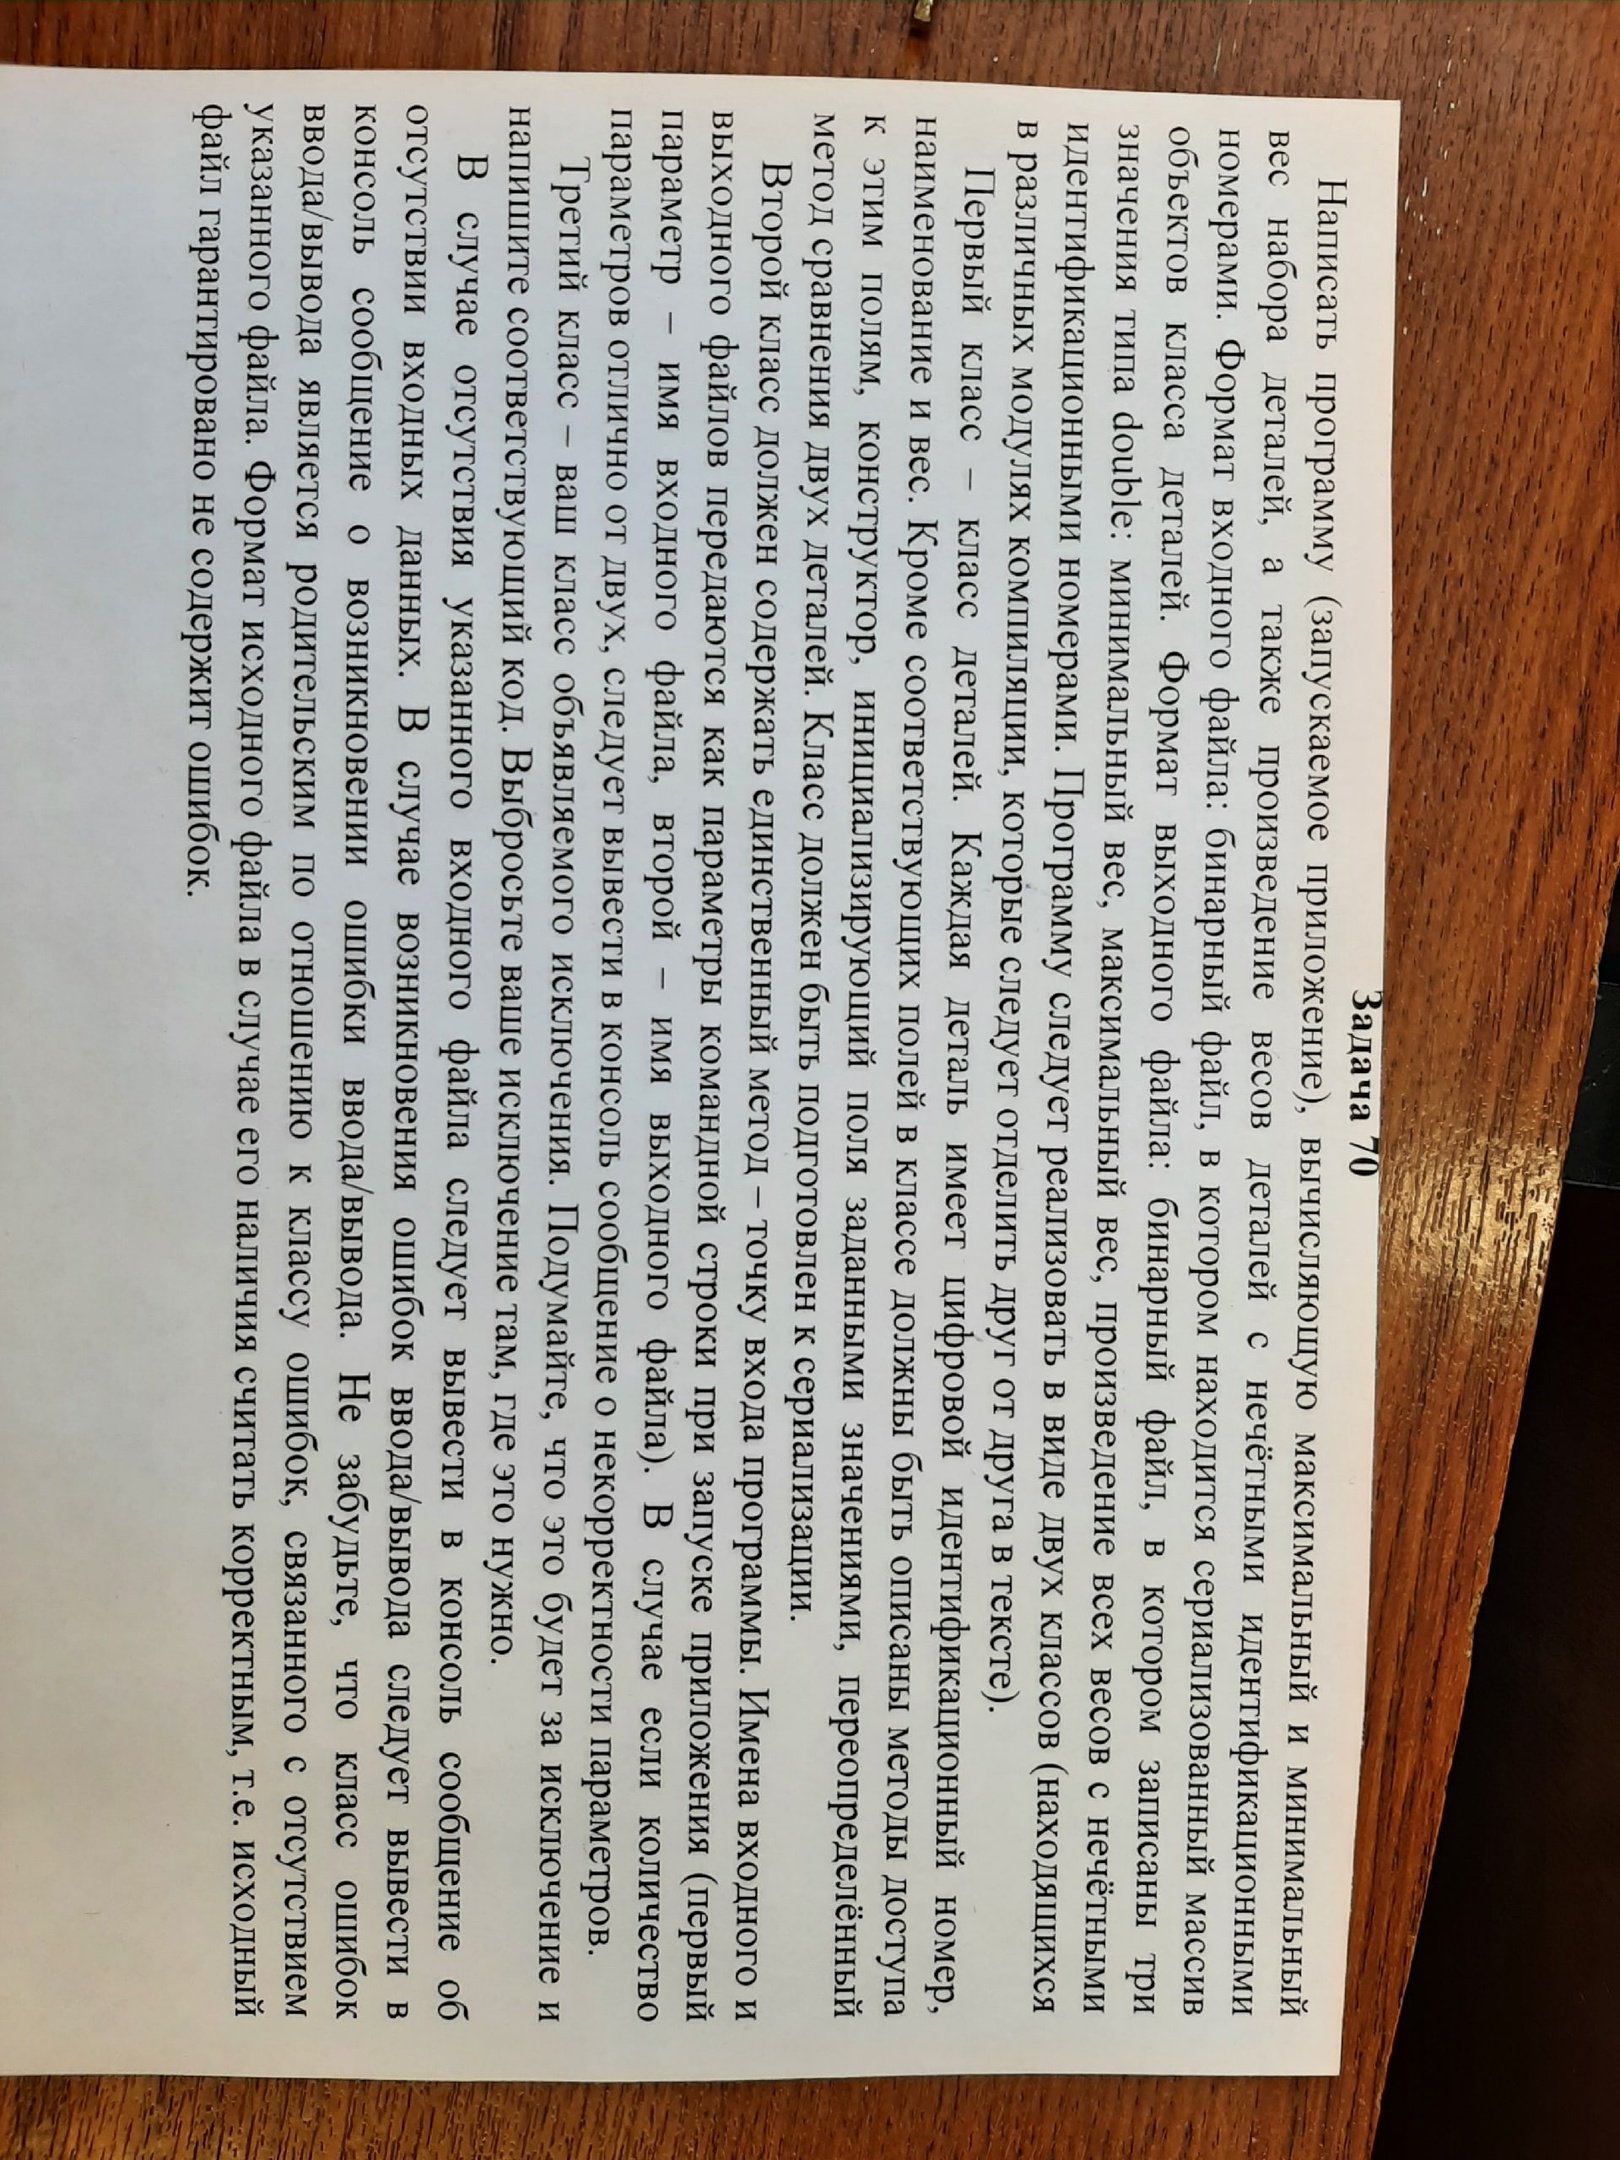 Задача 70
Написать программу (запускаемое приложение), вычисляющую максимальный и минимальный
вес набора деталей, а также произведение весов деталей с нечётными идентификационными
номерами. Формат входного файла: бинарный файл, в котором находится сериализованный массив
объектов класса деталей. Формат выходного файла: бинарный файл, в котором записаны три
значения типа double: минимальный вес, максимальный вес, произведение всех весов с нечётными
идентификационными номерами. Программу следует реализовать в виде двух классов (находящихся
в различных модулях компиляции, которые следует отделить друг от друга в тексте).
Первый класс – класс деталей. Каждая деталь имеет цифровой идентификационный номер,
наименование и вес. Кроме соответствующих полей в классе должны быть описаны методы доступа
к этим полям, конструктор, инициализирующий поля заданными значениями, переопределённый
метод сравнения двух деталей. Класс должен быть подготовлен к сериализации.
Второй класс должен содержать единственный метод – точку входа программы. Имена входного и
выходного файлов передаются как параметры командной строки при запуске приложения (первый
параметр – имя входного файла, второй – имя выходного файла). В случае если количество
параметров отлично от двух, следует вывести в консоль сообщение о некорректности параметров.
Третий класс – ваш класс объявляемого исключения. Подумайте, что это будет за исключение и
напишите соответствующий код. Выбросьте ваше исключение там, где это нужно.
В случае отсутствия указанного входного файла следует вывести в консоль сообщение об
отсутствии входных данных. В случае возникновения ошибок ввода/вывода следует вывести в
консоль сообщение о возникновении ошибки ввода/вывода. Не забудьте, что класс ошибок
ввода/вывода является родительским по отношению к классу ошибок, связанного с отсутствием
указанного файла. Формат исходного файла в случае его наличия считать корректным, т.е. исходный
файл гарантировано не содержит ошибок.